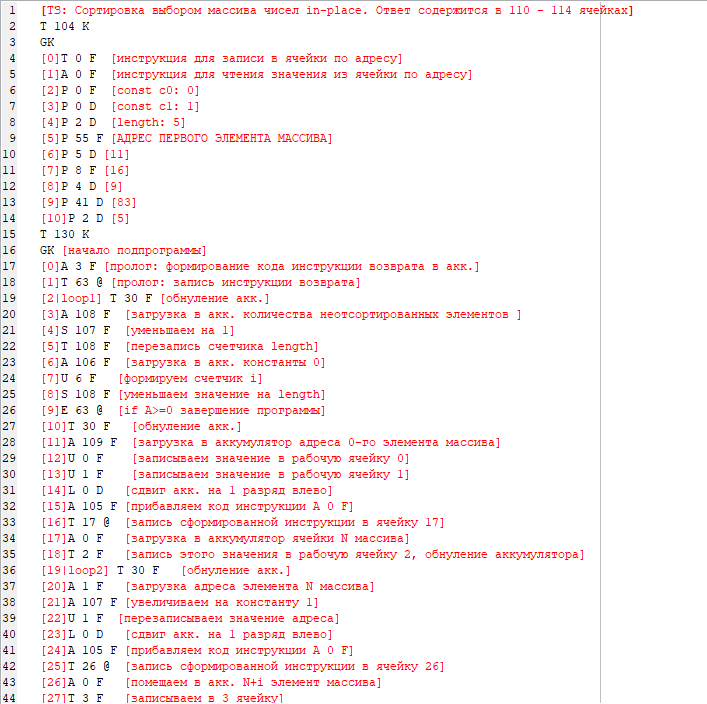 1 [ТЗ: Сортировка выбором массива чисел in-place. Ответ содержится в 110 - 114 ячейках]
2 T 104 K
3 GK
4 [0]T 0 F [инструкция для записи в ячейки по адресу]
5 [1]A 0 F [инструкция для чтения значения из ячейки по адресу]
6 [2]P 0 F [const c0: 0]
7 [3]P 0 D [const c1: 1]
8 [4]P 2 D [length: 5]
9 [5]P 55 F [АДРЕС ПЕРВОГО ЭЛЕМЕНТА МАССИВА]
10 [6]P 5 D [11]
11 [7]P 8 F [16]
12 [8]P 4 D [9]
13 [9]P 41 D [83]
14 [10]P 2 D [5]
15 T 130 K
16 GK [начало подпрограммы]
17 [0]A 3 F [пролог: формирование кода инструкции возврата в акк.]
18 [1]T 63 @ [пролог: запись инструкции возврата]
19 [2|loop1] T 30 F [обнуление акк.]
20 [3]A 108 F [загрузка в акк. количества неотсортированных элементов ]
21 [4]S 107 F [уменьшаем на 1]
22 [5]T 108 F [перезапись счетчика length]
23 [6]A 106 F [загрузка в акк. константы 0]
24 [7]U 6 F [формируем счетчик i]
25 [8]S 108 F [уменьшаем значение на length]
26 [9]E 63 @ [if A>=0 завершение программы]
27 [10]T 30 F [обнуление акк.]
28 [11]A 109 F [загрузка в аккумулятор адреса 0-го элемента массива]
29 [12]U 0 F [записываем значение в рабочую ячейку 0]
30 [13]U 1 F [записываем значение в рабочую ячейку 1]
31 [14]L 0 D [сдвиг акк. на 1 разряд влево]
32 [15]A 105 F [прибавляем код инструкции A 0 F]
33 [16]T 17 @ [запись сформированной инструкции в ячейку 17]
34 [17]A 0 F [загрузка в аккумулятор ячейки N массива]
35 [18]T 2 F [запись этого значения в рабочую ячейку 2, обнуление аккумулятора]
36 [19|loop2] T 30 F [обнуление акк.]
37 [20]A 1 F [загрузка адреса элемента N массива]
38 [21]A 107 F [увеличиваем на константу 1]
39 [22]U 1 F [перезаписываем значение адреса]
40 [23]L 0 D [сдвиг акк. на 1 разряд влево]
41 [24]A 105 F [прибавляем код инструкции A 0 F]
42 [25]T 26 @ [запись сформированной инструкции в ячейку 26]
43 [26]A 0 F [помещаем в акк. N+i элемент массива]
44 [27]T 3 F [записываем в 3 ячейку]